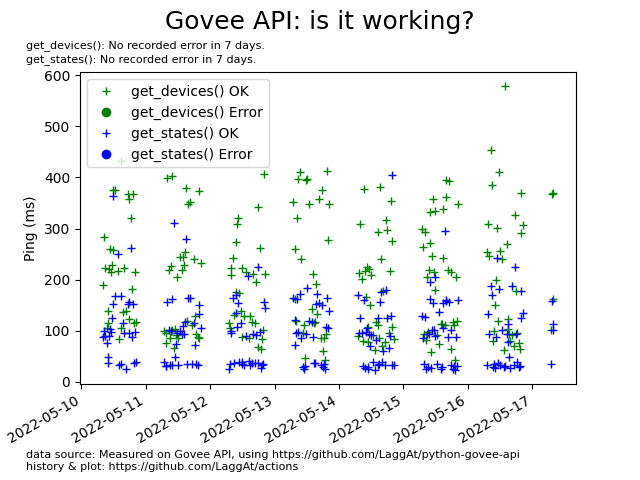 Govee API: is it working?
get_devices(): No recorded error in 7 days.
get_states(): No recorded error in 7 days.
600
500
400
300
200
100
0
Ping (ms)
get_devices() OK
get_devices() Error
get_states() OK
get_states() Error
2022-05-10
2022-05-11
2022-05-12
2022-05-13
2022-05-14
2022-05-15
2022-05-16
2022-05-17
data source: Measured on Govee API, using https://github.com/LaggAt/python-govee-api
history & plot: https://github.com/LaggAt/actions